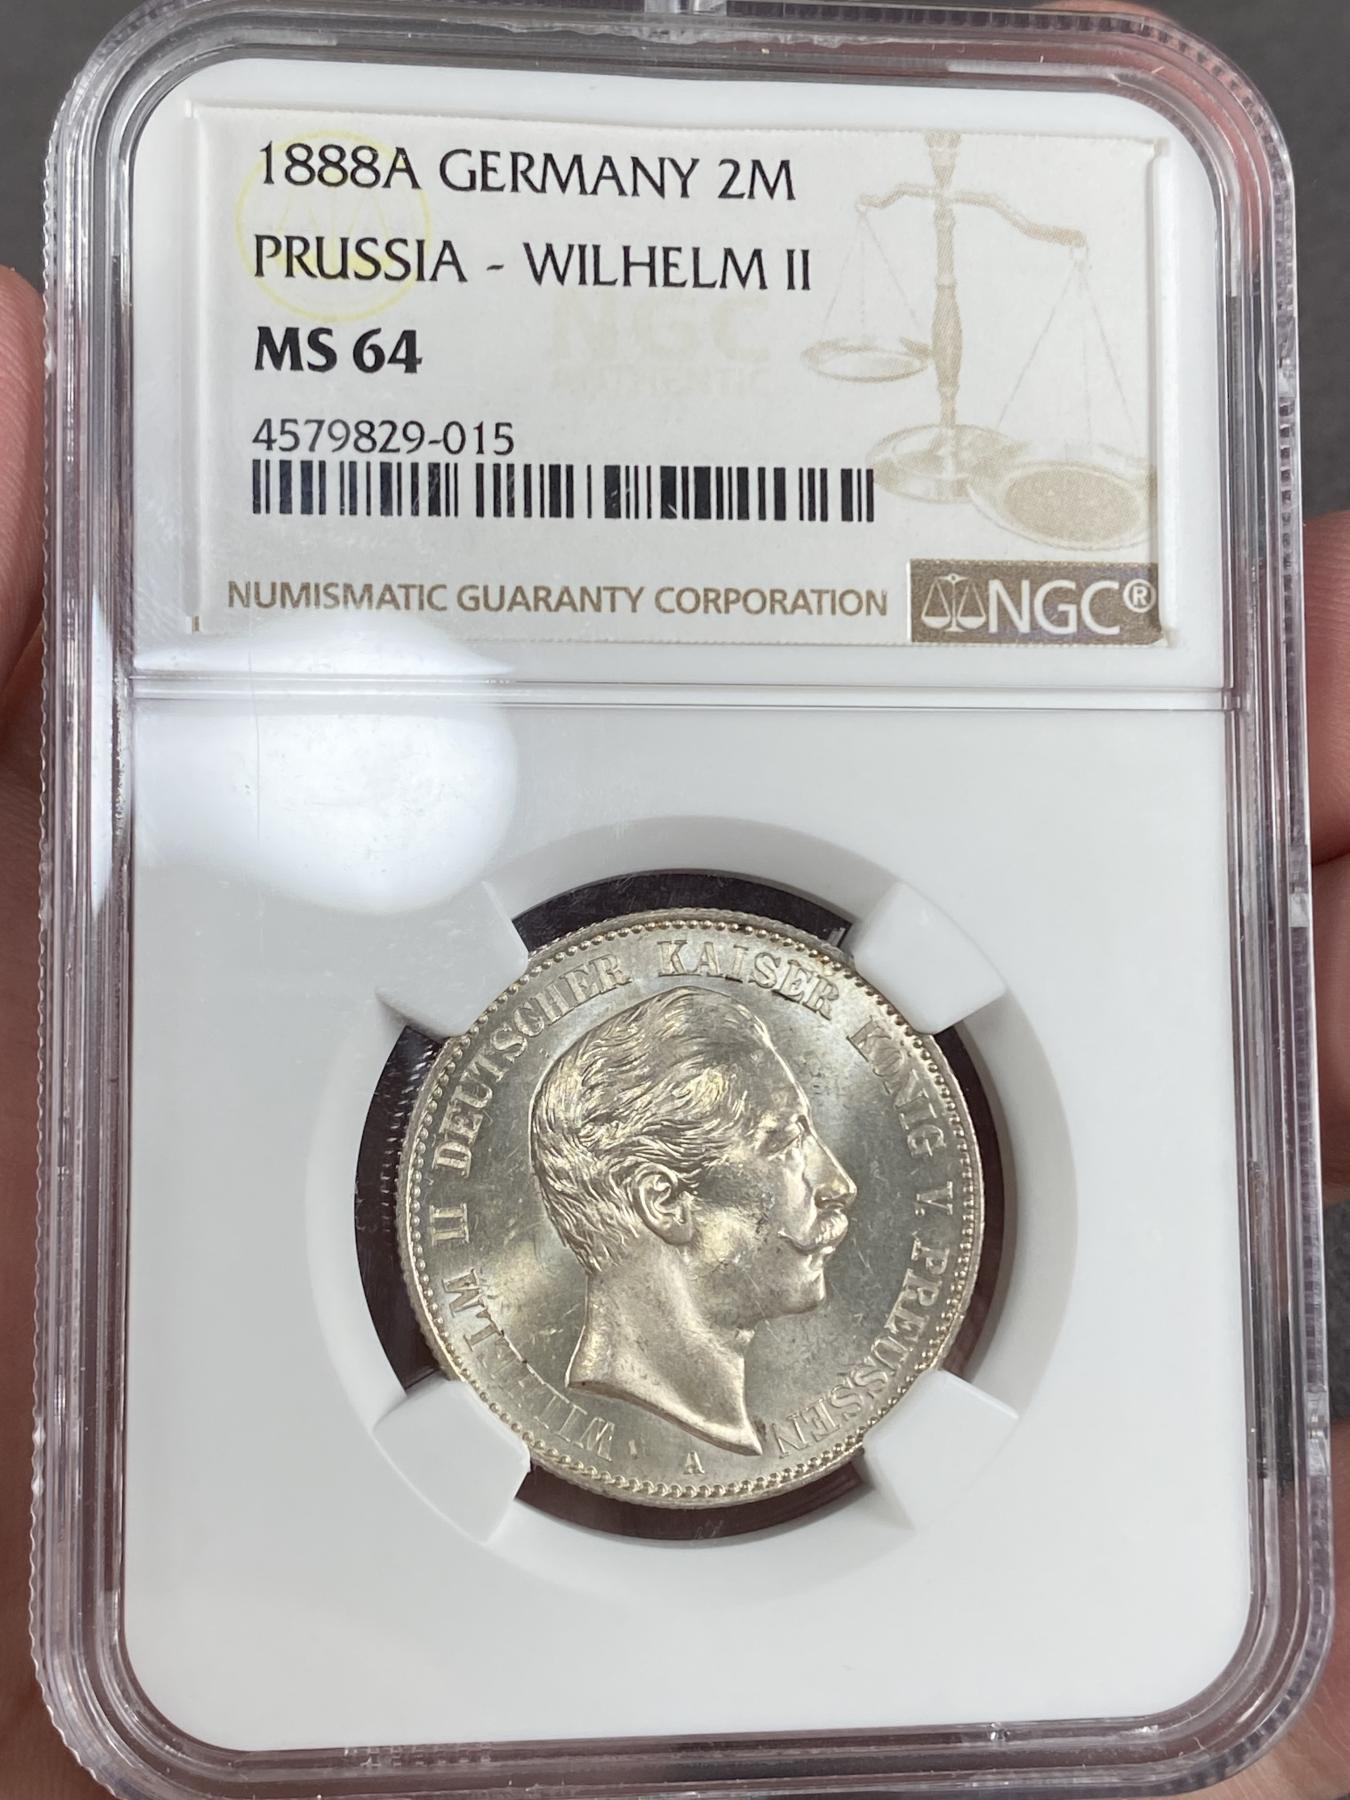 1888A GERMANY 2M
PRUSSIA - WILHELM II
MS 64
4579829-015
NUMISMATIC GUARANTY CORPORATION
NGC®
WILHELM II DEUTSCHER KAISER KÖNIG V. PREUSSEN
A